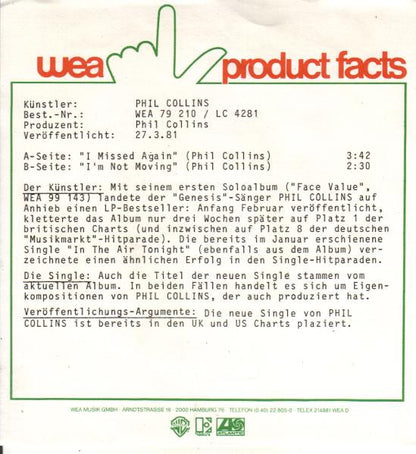 wea product facts
Künstler: PHIL COLLINS
Best.-Nr.: WEA 79 210 / LC 4281
Produzent: Phil Collins
Veröffentlicht: 27.3.81
A-Seite: "I Missed Again" (Phil Collins) 3:42
B-Seite: "I'm Not Moving" (Phil Collins) 2:30
Der Künstler: Mit seinem ersten Soloalbum ("Face Value",
WEA 99 143) landete der "Genesis"-Sänger PHIL COLLINS auf
Anhieb einen LP-Bestseller: Anfang Februar veröffentlicht,
kletterte das Album nur drei Wochen später auf Platz 1 der
britischen Charts (und inzwischen auf Platz 8 der deutschen
"Musikmarkt"-Hitparade). Die bereits im Januar erschienene
Single "In The Air Tonight" (ebenfalls aus dem Album) ver-
zeichnete einen ähnlichen Erfolg in den Single-Hitparaden.
Die Single: Auch die Titel der neuen Single stammen vom
aktuellen Album. In beiden Fällen handelt es sich um Eigen-
kompositionen von PHIL COLLINS, der auch produziert hat.
Veröffentlichungs-Argumente: Die neue Single von PHIL
COLLINS ist bereits in den UK und US Charts plaziert.
WEA MUSIK GMBH · ARNDTSTRASSE 16 · 2000 HAMBURG 76 · TELEFON (0 40) 22 805-0 · TELEX 214881 WEA D
ATLANTIC